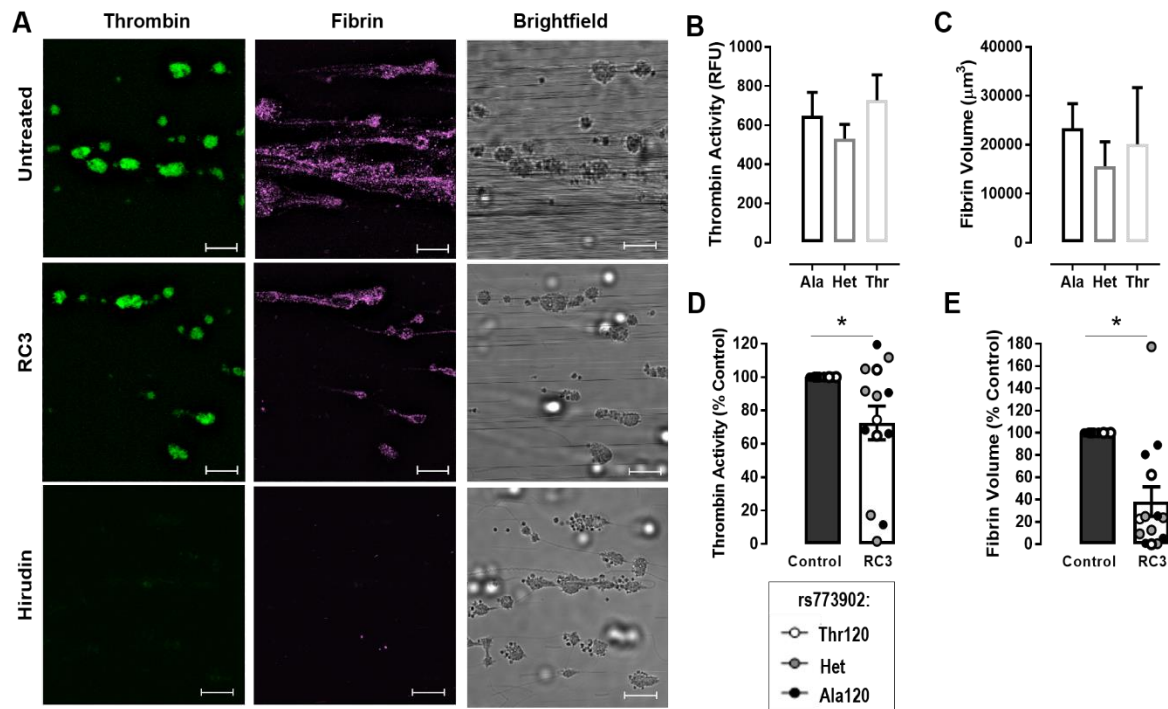 A
Thrombin
Fibrin
Brightfield
Untreated
RC3
Hirudin
B
Thrombin Activity (RFU)
1000
800
600
400
200
0
Ala Het Thr
C
Fibrin Volume (μm³)
40000
30000
20000
10000
0
Ala Het Thr
D
*
Thrombin Activity (% Control)
120
100
80
60
40
20
0
Control RC3
E
*
Fibrin Volume (% Control)
180
160
140
120
100
80
60
40
20
0
Control RC3
rs773902:
Thr120
Het
Ala120